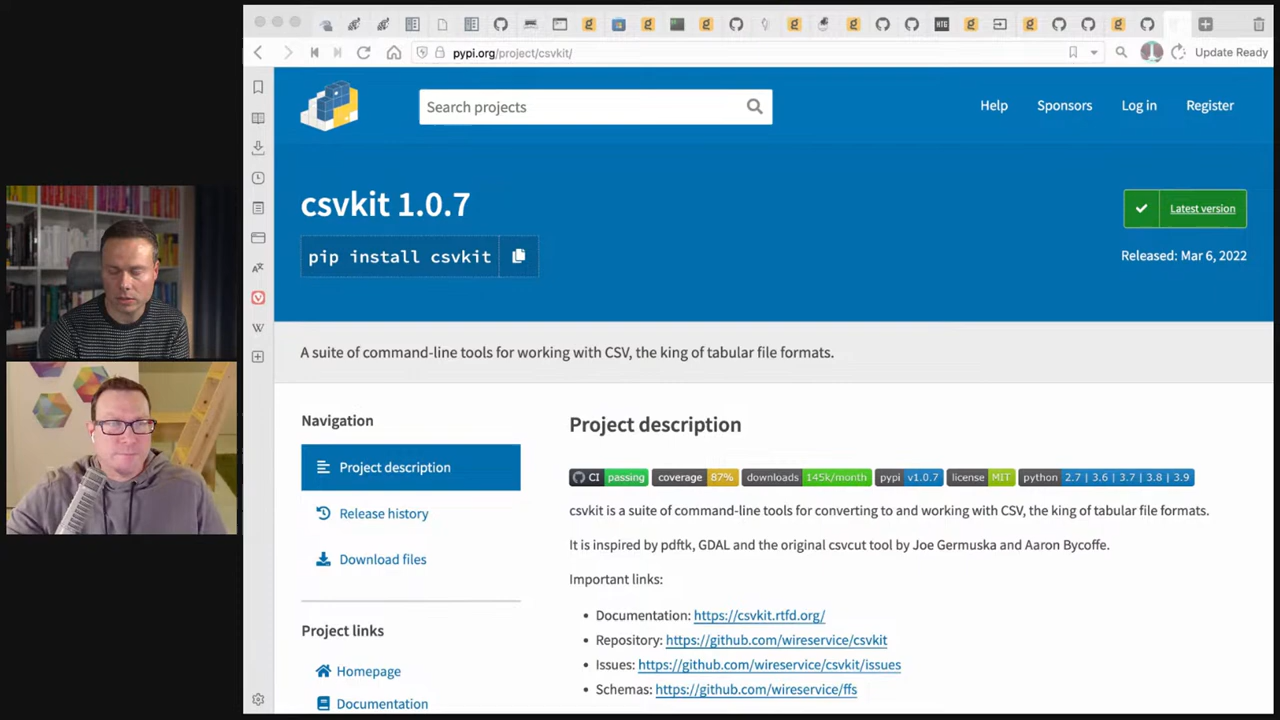 pypi.org/project/csvkit/
Update Ready
Search projects
Help
Sponsors
Log in
Register
csvkit 1.0.7
Latest version
pip install csvkit
Released: Mar 6, 2022
A suite of command-line tools for working with CSV, the king of tabular file formats.
Navigation
Project description
Release history
Download files
Project links
Homepage
Documentation
Project description
CI passing coverage 87% downloads 145k/month pypi v1.0.7 license MIT python 2.7 | 3.6 | 3.7 | 3.8 | 3.9
csvkit is a suite of command-line tools for converting to and working with CSV, the king of tabular file formats.
It is inspired by pdftk, GDAL and the original csvcut tool by Joe Germuska and Aaron Bycoffe.
Important links:
• Documentation: https://csvkit.rtfd.org/
• Repository: https://github.com/wireservice/csvkit
• Issues: https://github.com/wireservice/csvkit/issues
• Schemas: https://github.com/wireservice/ffs